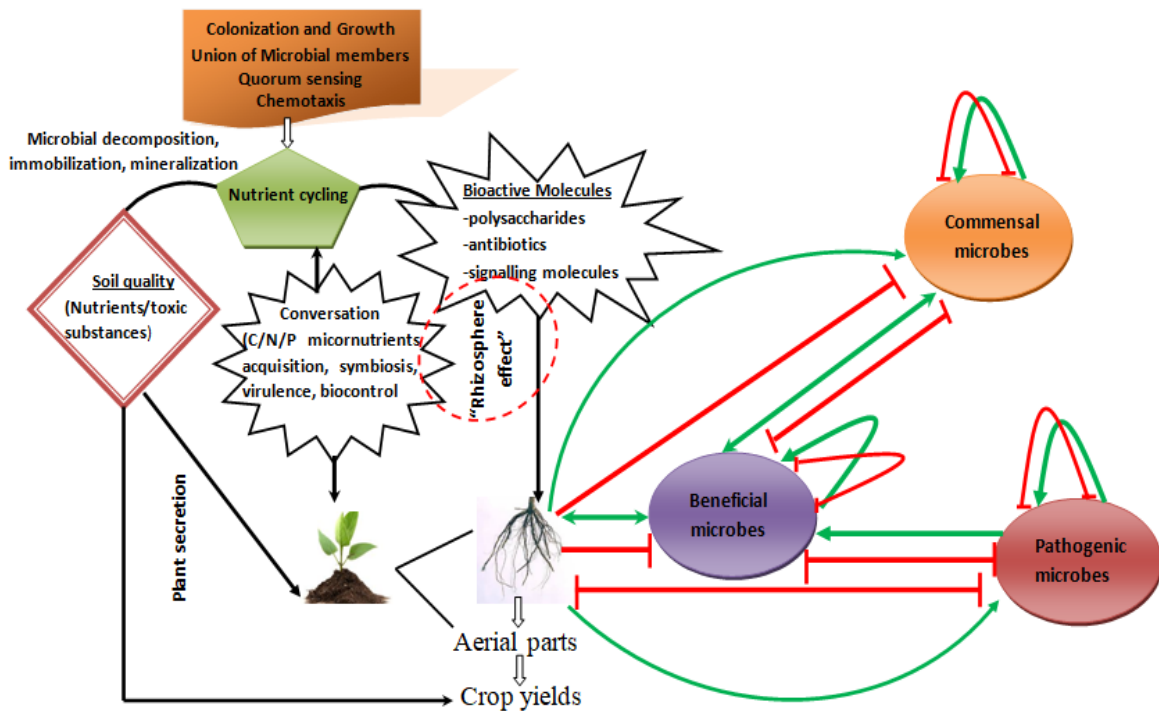 Colonization and Growth
Union of Microbial members
Quorum sensing
Chemotaxis
Microbial decomposition,
immobilization, mineralization
Nutrient cycling
Bioactive Molecules
-polysaccharides
-antibiotics
-signalling molecules
Commensal
microbes
Soil quality
(Nutrients/toxic
substances)
Conversation
(C/N/P micornutrients
acquisition, symbiosis,
virulence, biocontrol
“Rhizosphere
effect”
Plant secretion
Beneficial
microbes
Pathogenic
microbes
Aerial parts
Crop yields